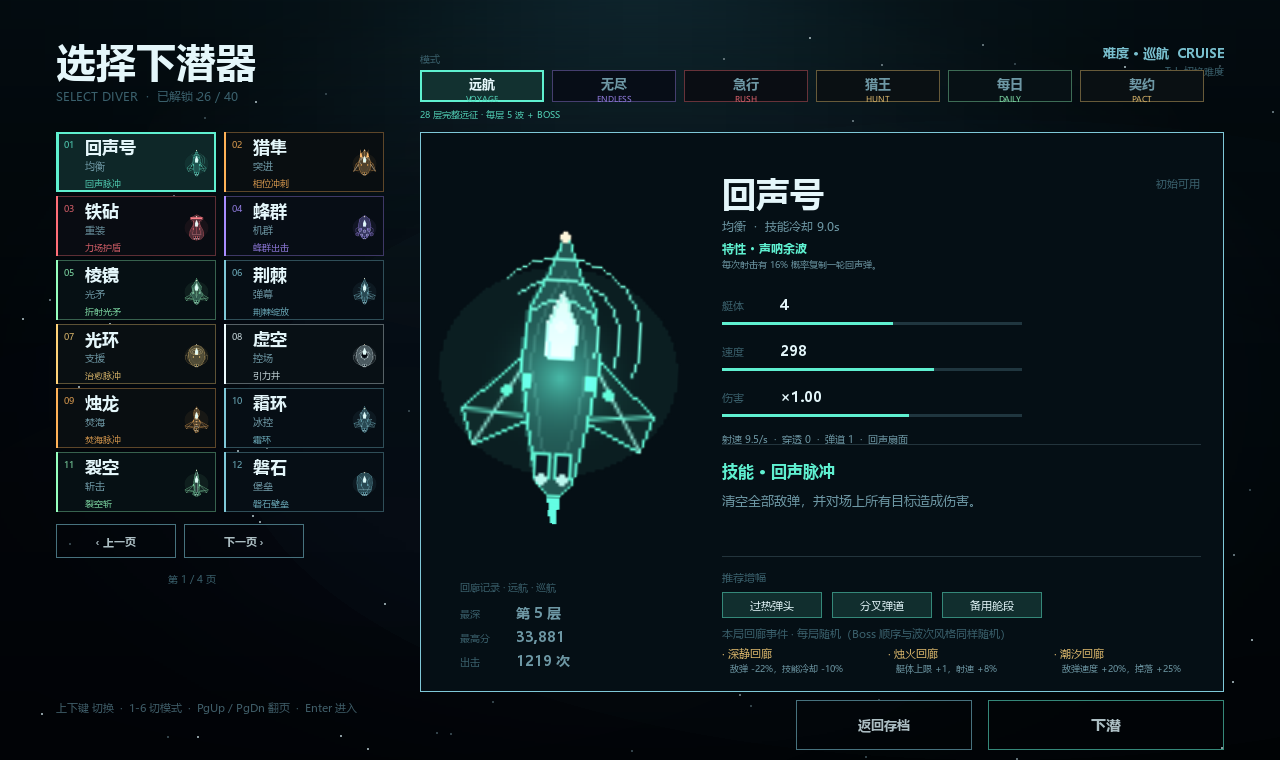 选择下潜器
SELECT DIVER · 已解锁 26 / 40
模式
难度 · 巡航 CRUISE
远航
VOYAGE
无尽
ENDLESS
急行
RUSH
猎王
HUNT
每日
DAILY
契约
PACT
28 层完整远征 · 每层 5 波 + BOSS
01 回声号
均衡
回声脉冲
02 猎隼
突进
相位冲刺
03 铁砧
重装
力场护盾
04 蜂群
机群
蜂群出击
05 棱镜
光矛
折射光矛
06 荆棘
弹幕
荆棘绽放
07 光环
支援
治愈脉冲
08 虚空
控场
引力井
09 烛龙
焚海
焚海脉冲
10 霜环
冰控
霜环
11 裂空
斩击
裂空斩
12 磐石
堡垒
磐石壁垒
‹ 上一页
下一页 ›
第 1 / 4 页
上下键 切换 · 1-6 切模式 · PgUp / PgDn 翻页 · Enter 进入
回声号
初始可用
均衡 · 技能冷却 9.0s
特性 · 声呐余波
每次射击有 16% 概率复制一轮回声弹。
艇体 4
速度 298
伤害 ×1.00
射速 9.5/s · 穿透 0 · 弹道 1 · 回声扇面
技能 · 回声脉冲
清空全部敌弹，并对场上所有目标造成伤害。
回廊记录 · 远航 · 巡航
最深 第 5 层
最高分 33,881
出击 1219 次
推荐增幅
过热弹头
分叉弹道
备用舱段
本局回廊事件 · 每局随机（Boss 顺序与波次风格同样随机）
· 深静回廊
敌弹 -22%，技能冷却 -10%
· 烛火回廊
艇体上限 +1，射速 +8%
· 潮汐回廊
敌弹速度 +20%，掉落 +25%
返回存档
下潜